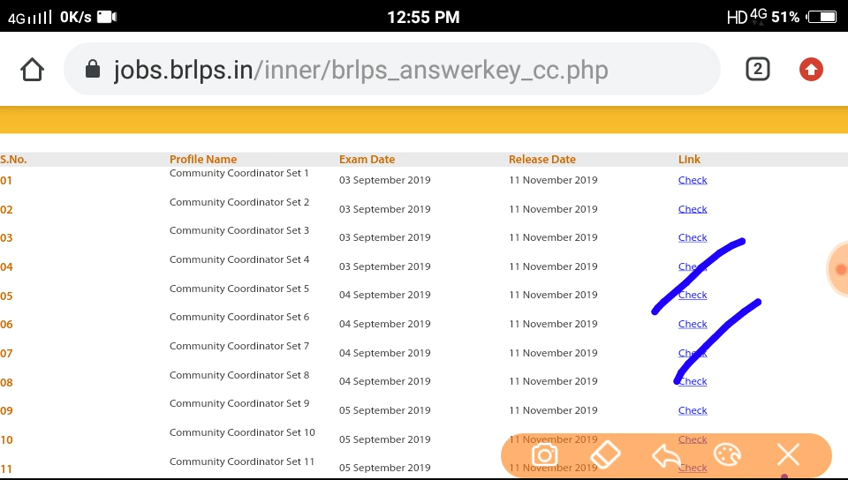 4G 0K/s 12:55 PM HD 4G 51%
jobs.brlps.in/inner/brlps_answerkey_cc.php 2
S.No. Profile Name Exam Date Release Date Link
01 Community Coordinator Set 1 03 September 2019 11 November 2019 Check
02 Community Coordinator Set 2 03 September 2019 11 November 2019 Check
03 Community Coordinator Set 3 03 September 2019 11 November 2019 Check
04 Community Coordinator Set 4 03 September 2019 11 November 2019 Check
05 Community Coordinator Set 5 04 September 2019 11 November 2019 Check
06 Community Coordinator Set 6 04 September 2019 11 November 2019 Check
07 Community Coordinator Set 7 04 September 2019 11 November 2019 Check
08 Community Coordinator Set 8 04 September 2019 11 November 2019 Check
09 Community Coordinator Set 9 05 September 2019 11 November 2019 Check
10 Community Coordinator Set 10 05 September 2019 11 November 2019 Check
11 Community Coordinator Set 11 05 September 2019 11 November 2019 Check